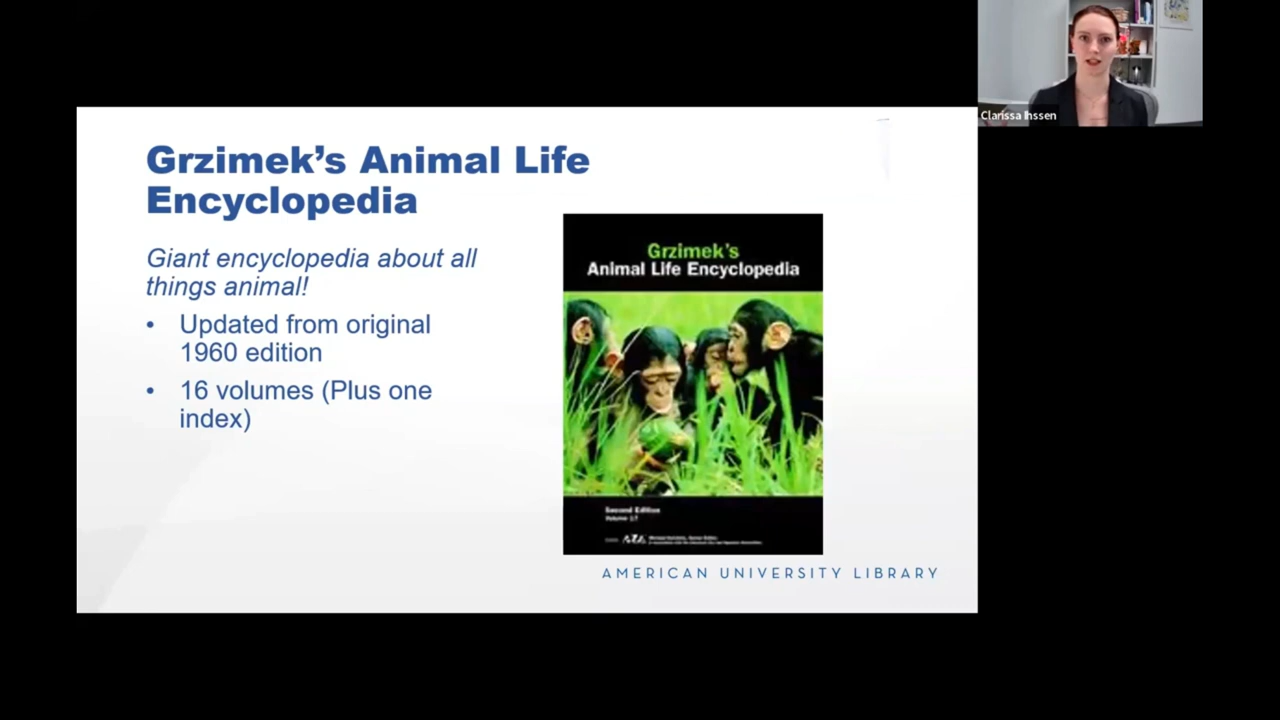 Clarissa Ihssen
Grzimek's Animal Life
Encyclopedia
Giant encyclopedia about all
things animal!
• Updated from original
1960 edition
• 16 volumes (Plus one
index)
Grzimek's
Animal Life Encyclopedia
Second Edition
Volume 17
AMERICAN UNIVERSITY LIBRARY